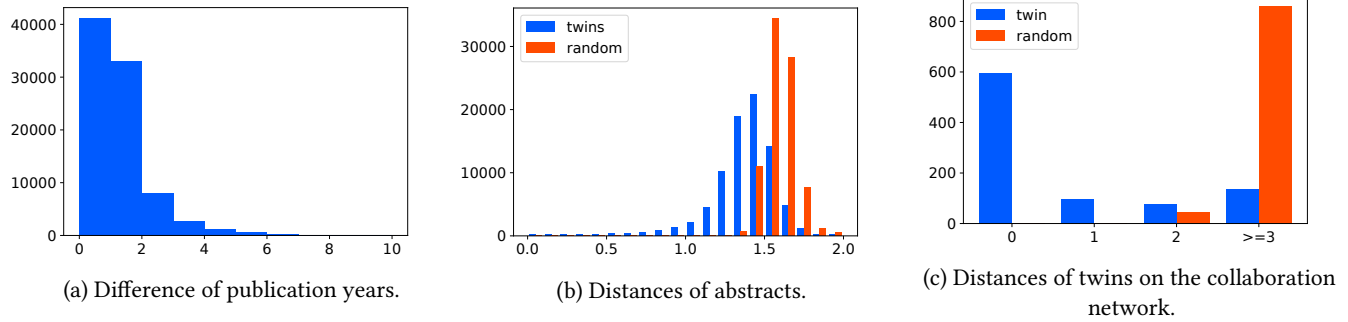 40000
30000
20000
10000
0
0 2 4 6 8 10
(a) Difference of publication years.
twins
random
30000
20000
10000
0
0.0 0.5 1.0 1.5 2.0
(b) Distances of abstracts.
twin
random
800
600
400
200
0
0 1 2 >=3
(c) Distances of twins on the collaboration
network.